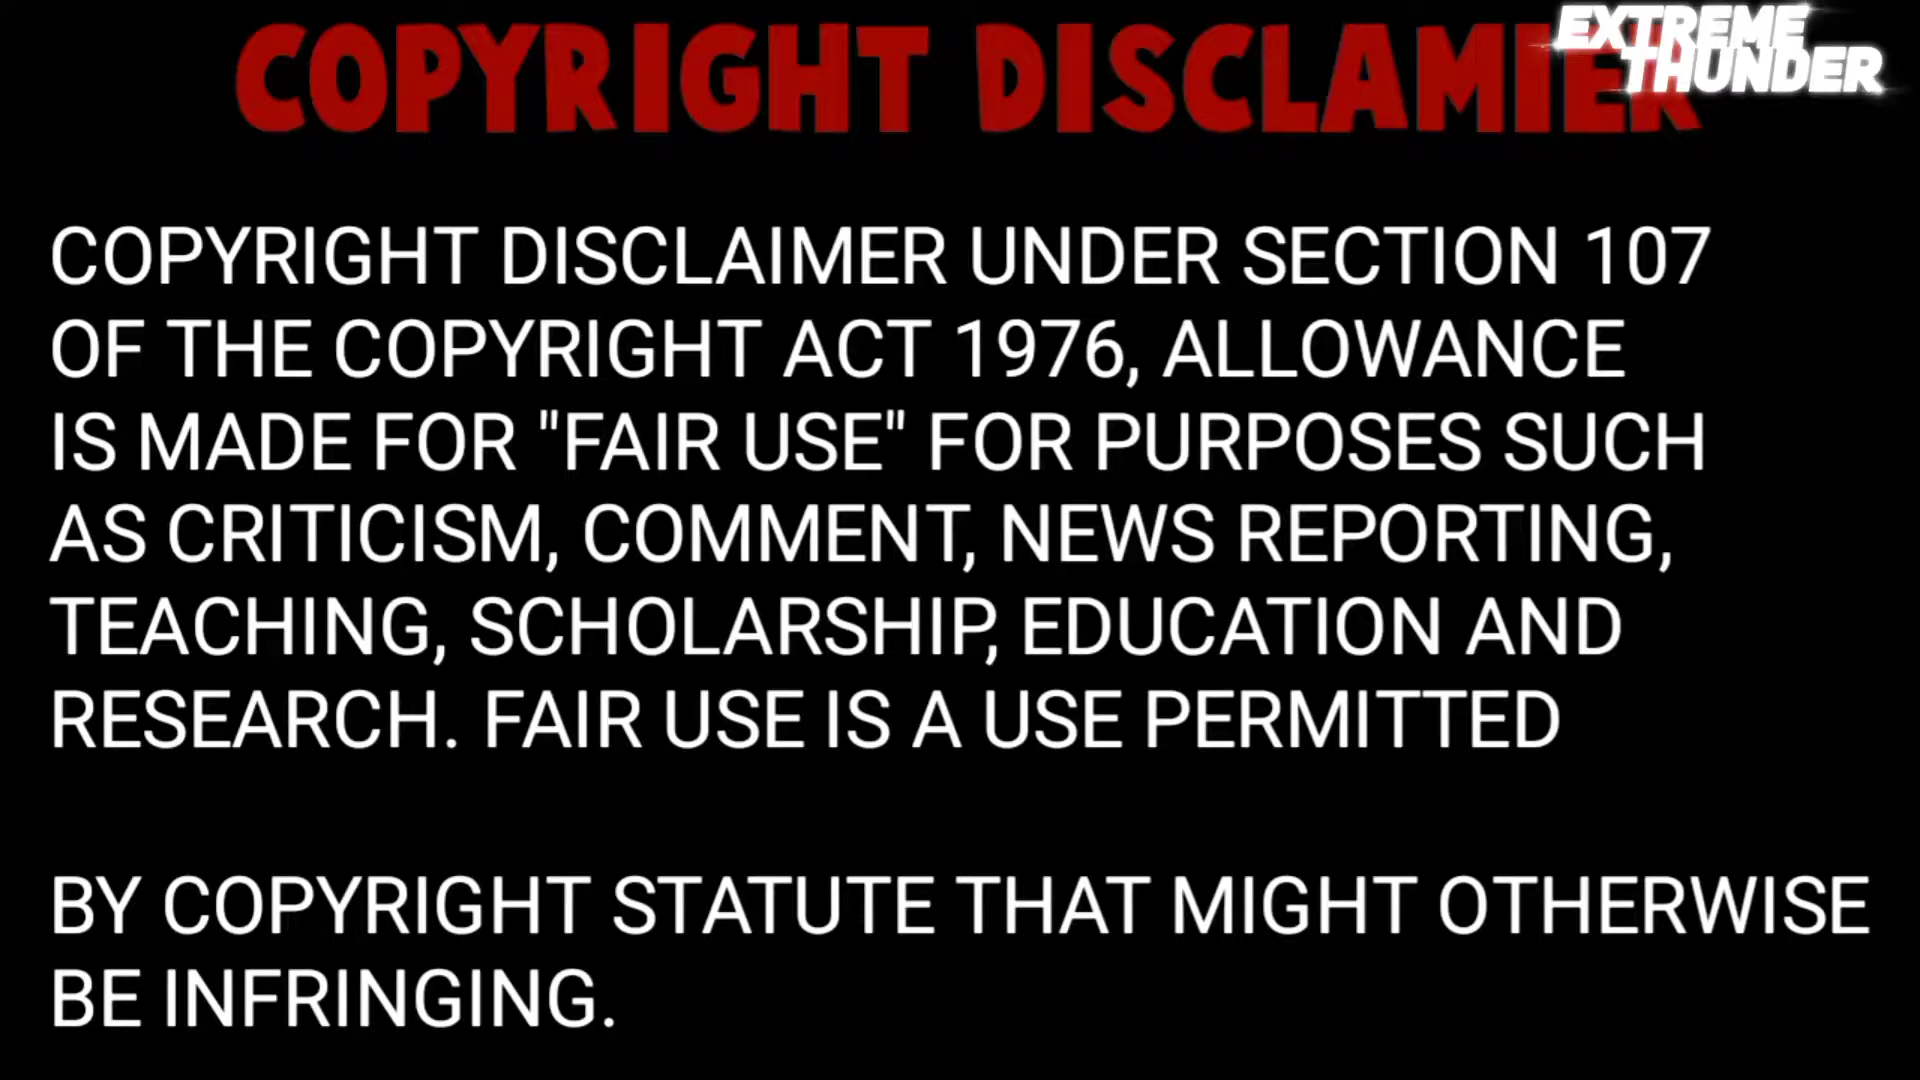 COPYRIGHT DISCLAMIER
EXTREME
THUNDER
COPYRIGHT DISCLAIMER UNDER SECTION 107
OF THE COPYRIGHT ACT 1976, ALLOWANCE
IS MADE FOR "FAIR USE" FOR PURPOSES SUCH
AS CRITICISM, COMMENT, NEWS REPORTING,
TEACHING, SCHOLARSHIP, EDUCATION AND
RESEARCH. FAIR USE IS A USE PERMITTED
BY COPYRIGHT STATUTE THAT MIGHT OTHERWISE
BE INFRINGING.